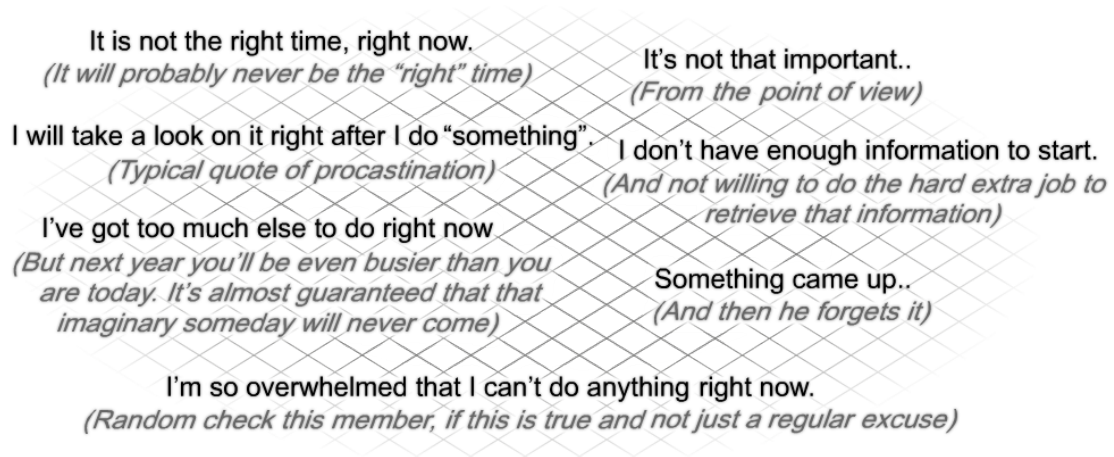 It is not the right time, right now.
(It will probably never be the “right” time)
I will take a look on it right after I do “something”.
(Typical quote of procastination)
I’ve got too much else to do right now
(But next year you’ll be even busier than you
are today. It’s almost guaranteed that that
imaginary someday will never come)
It’s not that important..
(From the point of view)
I don’t have enough information to start.
(And not willing to do the hard extra job to
retrieve that information)
Something came up..
(And then he forgets it)
I’m so overwhelmed that I can’t do anything right now.
(Random check this member, if this is true and not just a regular excuse)